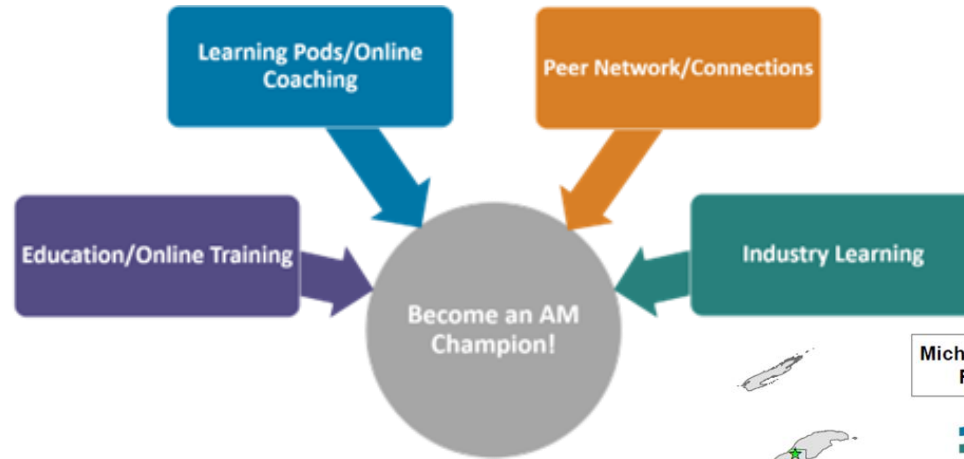 Learning Pods/Online
Coaching
Peer Network/Connections
Education/Online Training
Industry Learning
Become an AM
Champion!